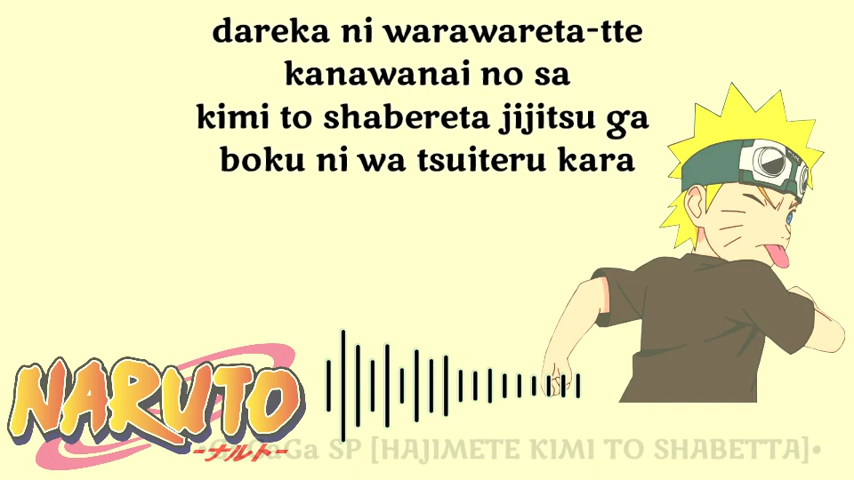 dareka ni warawareta-tte
kanawanai no sa
kimi to shabereta jijitsu ga
boku ni wa tsuiteru kara
NARUTO
-ナルト-
GaGaGa SP [HAJIMETE KIMI TO SHABETTA]•